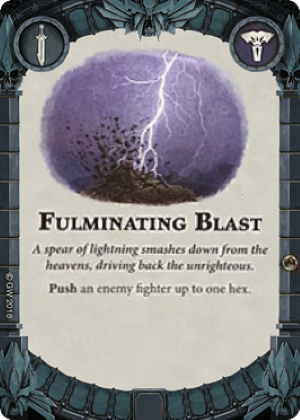 FULMINATING BLAST
A spear of lightning smashes down from the
heavens, driving back the unrighteous.
Push an enemy fighter up to one hex.
© GW 2018